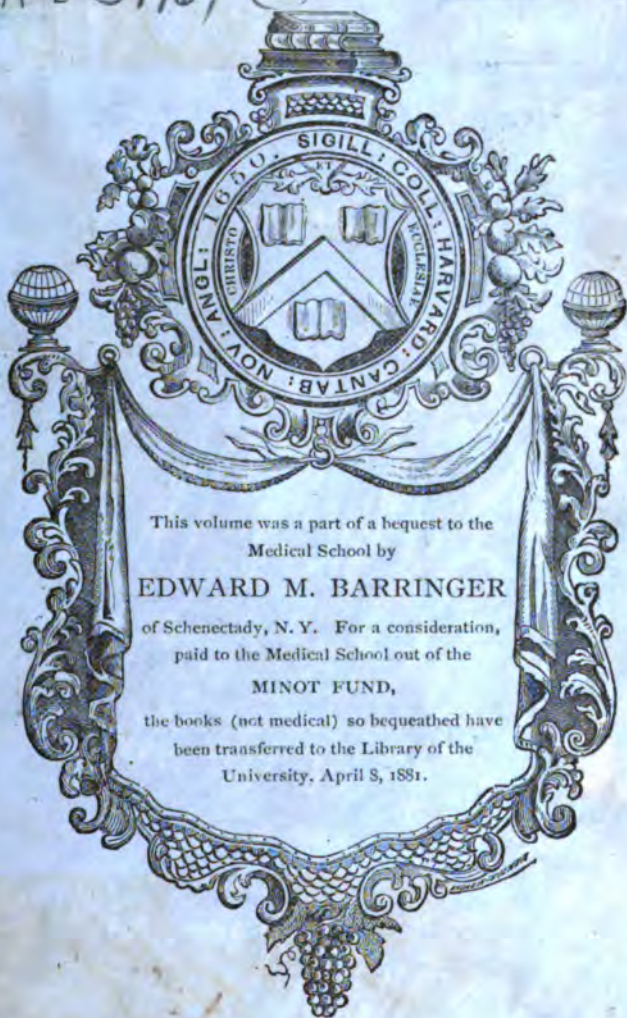 SIGILL: COLL: HARVARD: CANTAB: NOV: ANGL: 1650.
ET
CHRISTO
ECCLESIAE
This volume was a part of a bequest to the
Medical School by
EDWARD M. BARRINGER
of Schenectady, N. Y. For a consideration,
paid to the Medical School out of the
MINOT FUND,
the books (not medical) so bequeathed have
been transferred to the Library of the
University, April 8, 1881.